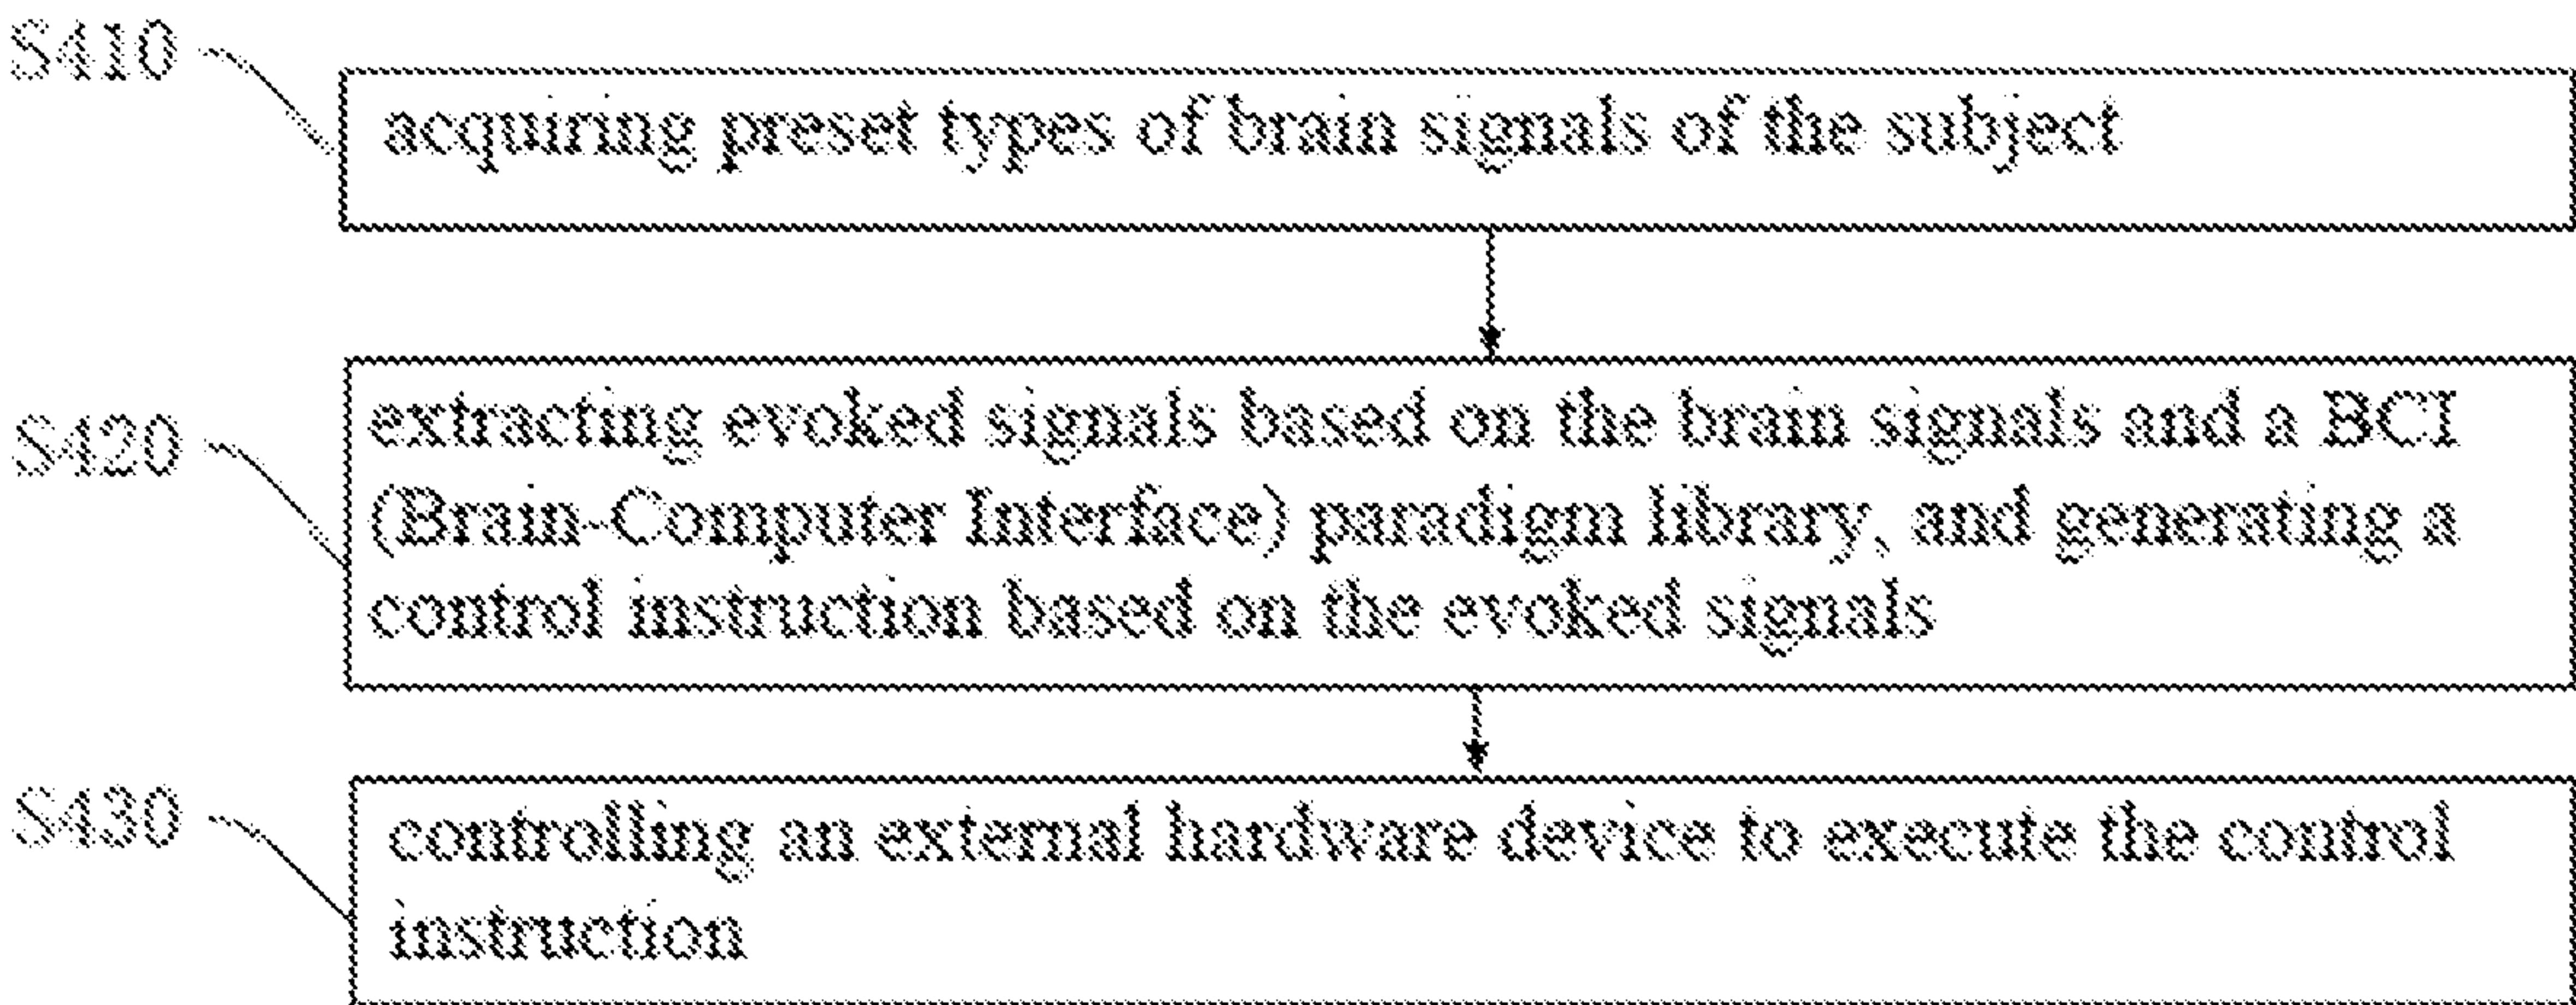 S410
acquiring preset types of brain signals of the subject
S420
extracting evoked signals based on the brain signals and a BCI
(Brain-Computer Interface) paradigm library, and generating a
control instruction based on the evoked signals
S430
controlling an external hardware device to execute the control
instruction